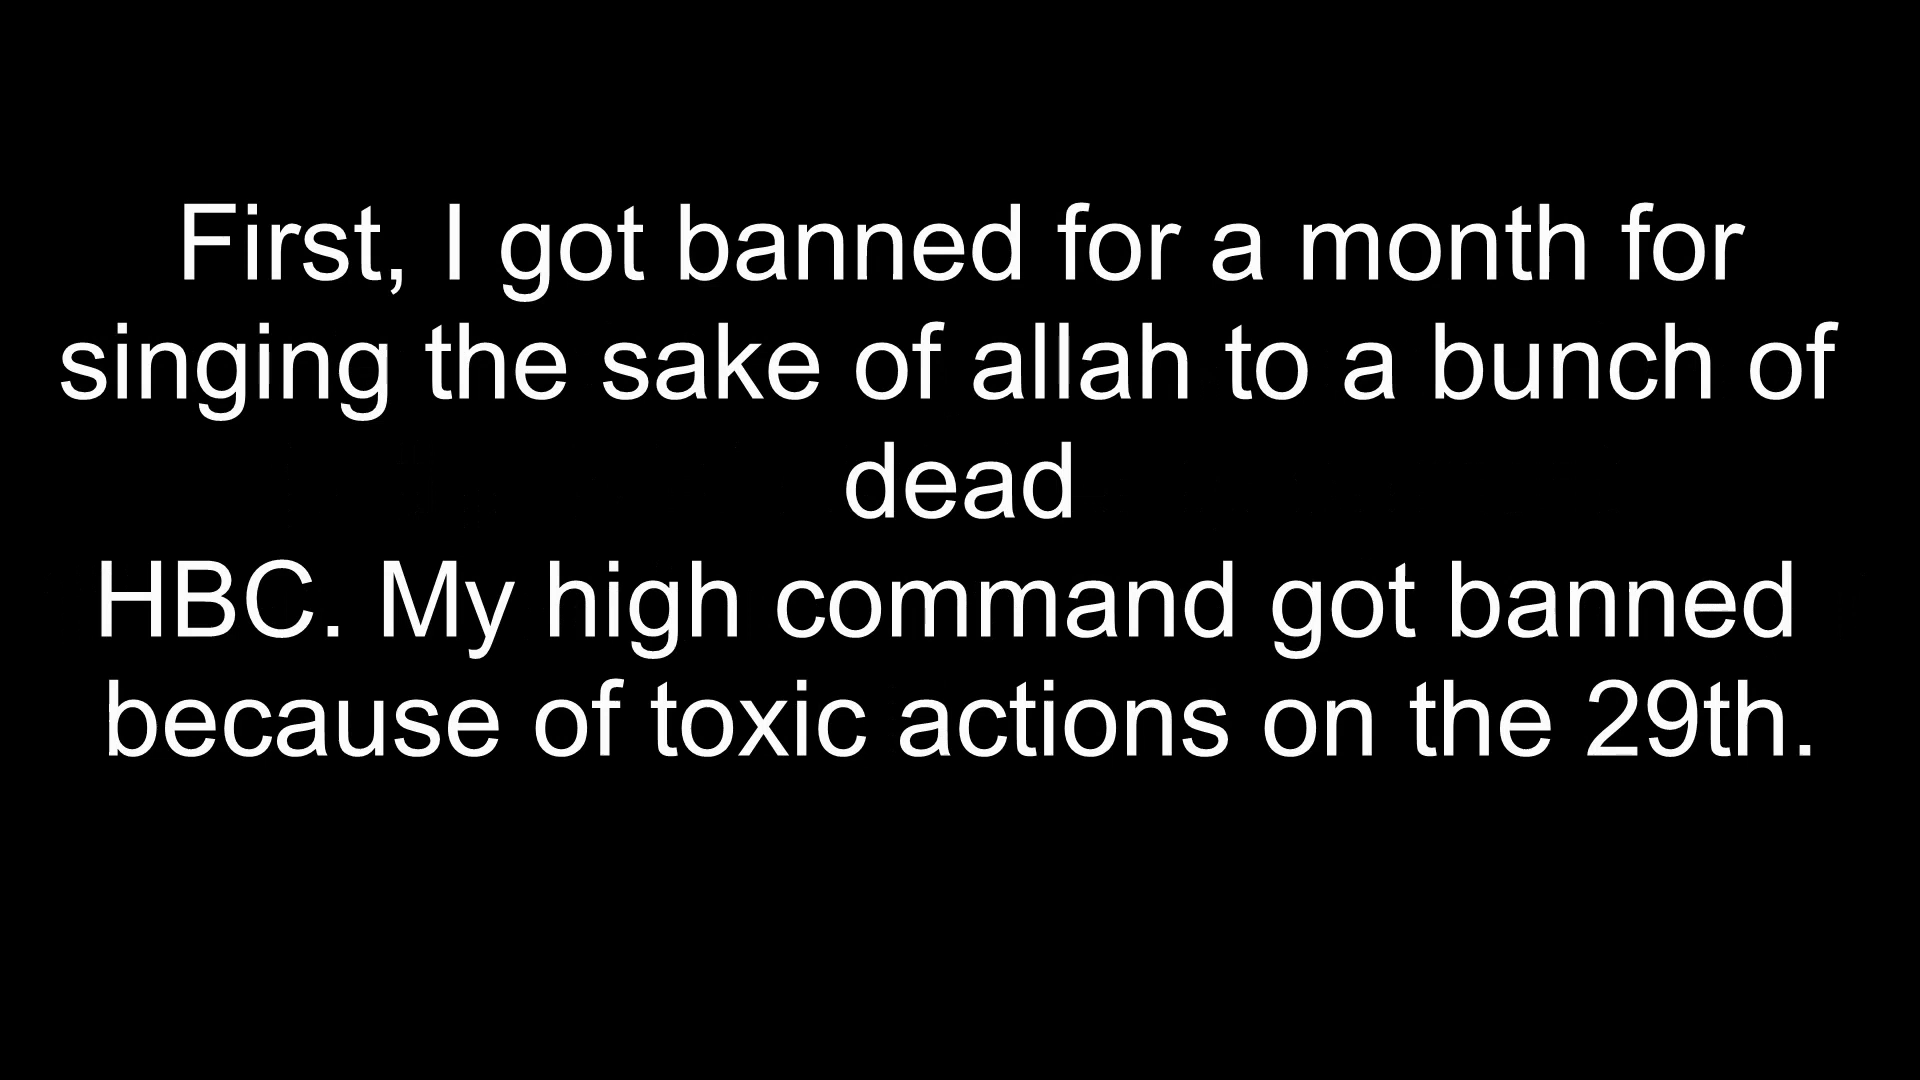 First, I got banned for a month for
singing the sake of allah to a bunch of
dead
HBC. My high command got banned
because of toxic actions on the 29th.